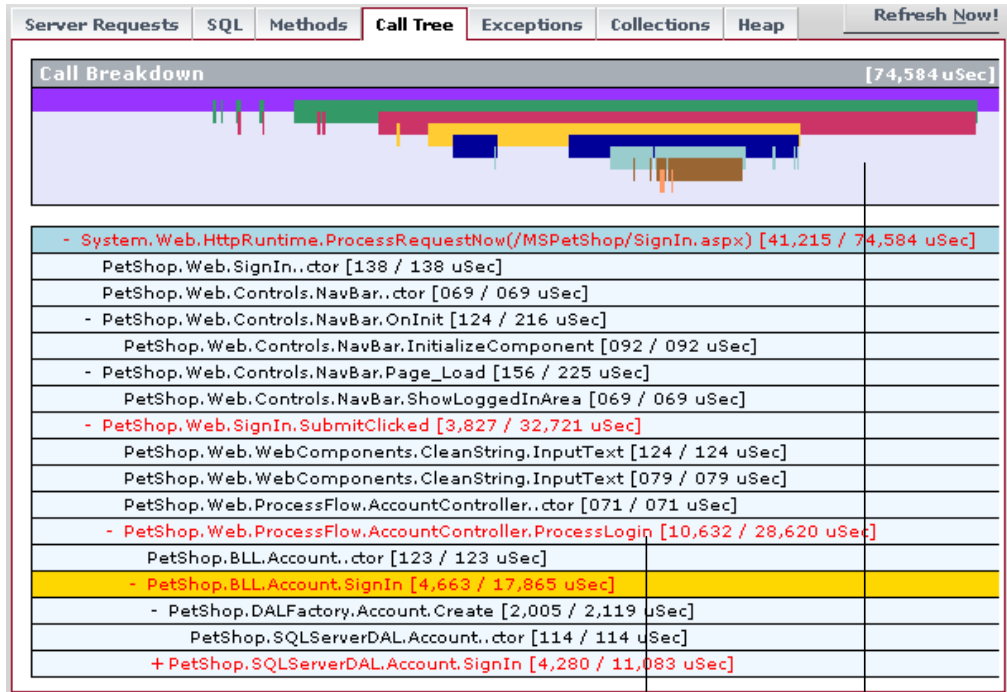 Server Requests SQL Methods Call Tree Exceptions Collections Heap Refresh Now!
Call Breakdown [74,584 uSec]
- System.Web.HttpRuntime.ProcessRequestNow(/MSPetShop/SignIn.aspx) [41,215 / 74,584 uSec]
PetShop.Web.SignIn..ctor [138 / 138 uSec]
PetShop.Web.Controls.NavBar..ctor [069 / 069 uSec]
- PetShop.Web.Controls.NavBar.OnInit [124 / 216 uSec]
PetShop.Web.Controls.NavBar.InitializeComponent [092 / 092 uSec]
- PetShop.Web.Controls.NavBar.Page_Load [156 / 225 uSec]
PetShop.Web.Controls.NavBar.ShowLoggedInArea [069 / 069 uSec]
- PetShop.Web.SignIn.SubmitClicked [3,827 / 32,721 uSec]
PetShop.Web.WebComponents.CleanString.InputText [124 / 124 uSec]
PetShop.Web.WebComponents.CleanString.InputText [079 / 079 uSec]
PetShop.Web.ProcessFlow.AccountController..ctor [071 / 071 uSec]
- PetShop.Web.ProcessFlow.AccountController.ProcessLogin [10,632 / 28,620 uSec]
PetShop.BLL.Account..ctor [123 / 123 uSec]
- PetShop.BLL.Account.SignIn [4,663 / 17,865 uSec]
- PetShop.DALFactory.Account.Create [2,005 / 2,119 uSec]
PetShop.SQLServerDAL.Account..ctor [114 / 114 uSec]
+ PetShop.SQLServerDAL.Account.SignIn [4,280 / 11,083 uSec]